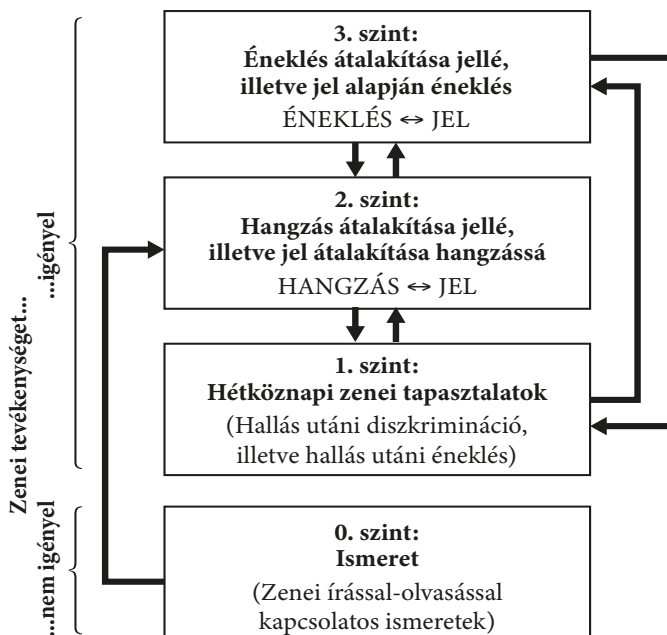 3. szint:
Éneklés átalakítása jellé,
illetve jel alapján éneklés
ÉNEKLÉS ↔ JEL
2. szint:
Hangzás átalakítása jellé,
illetve jel átalakítása hangzássá
HANGZÁS ↔ JEL
1. szint:
Hétköznapi zenei tapasztalatok
(Hallás utáni diszkrimináció,
illetve hallás utáni éneklés)
0. szint:
Ismeret
(Zenei írással-olvasással
kapcsolatos ismeretek)
Zenei tevékenységet...
...igényel
...nem igényel